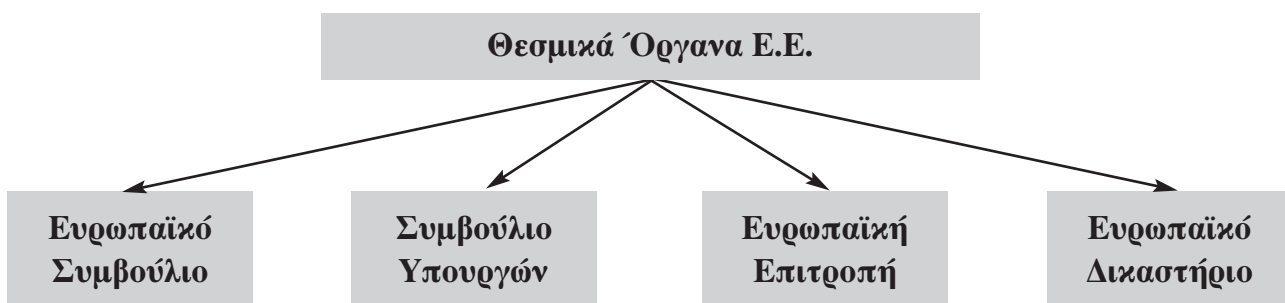 Θεσμικά Όργανα Ε.Ε.
Ευρωπαϊκό
Συμβούλιο
Συμβούλιο
Υπουργών
Ευρωπαϊκή
Επιτροπή
Ευρωπαϊκό
Δικαστήριο